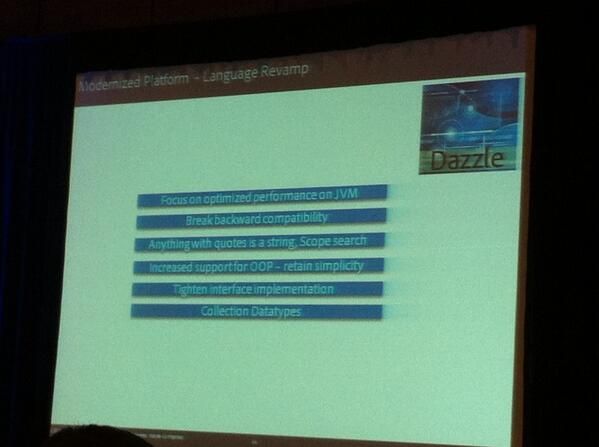 Modernized Platform - Language Revamp
Dazzle
Focus on optimized performance on JVM
Break backward compatibility
Anything with quotes is a string, Scope search
Increased support for OOP - retain simplicity
Tighten interface implementation
Collection Datatypes